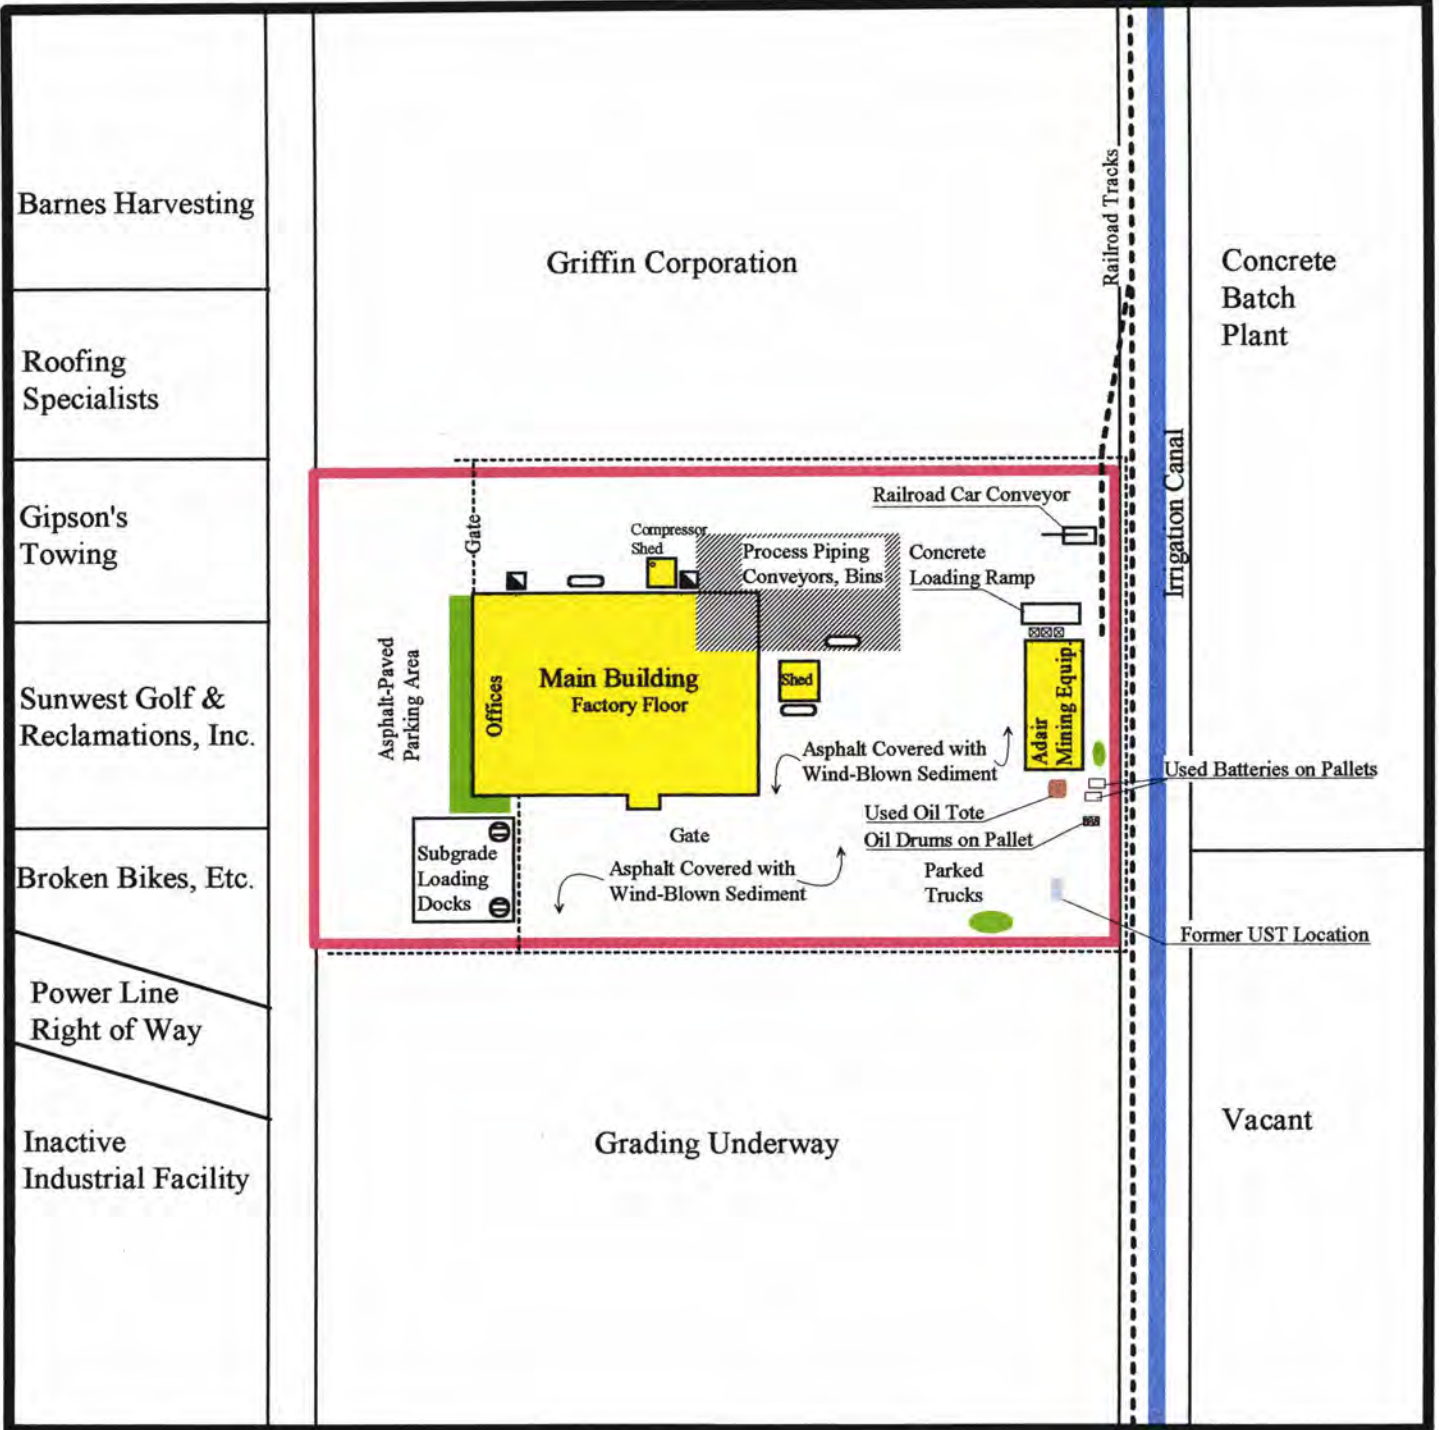 Barnes Harvesting
Roofing
Specialists
Gipson's
Towing
Sunwest Golf &
Reclamations, Inc.
Broken Bikes, Etc.
Power Line
Right of Way
Inactive
Industrial Facility
Griffin Corporation
Railroad Tracks
Irrigation Canal
Concrete
Batch
Plant
Gate
Compressor
Shed
Process Piping
Conveyors, Bins
Railroad Car Conveyor
Concrete
Loading Ramp
Asphalt-Paved
Parking Area
Offices
Main Building
Factory Floor
Shed
Adair
Mining Equip.
Asphalt Covered with
Wind-Blown Sediment
Used Batteries on Pallets
Used Oil Tote
Oil Drums on Pallet
Gate
Subgrade
Loading
Docks
Asphalt Covered with
Wind-Blown Sediment
Parked
Trucks
Former UST Location
Grading Underway
Vacant